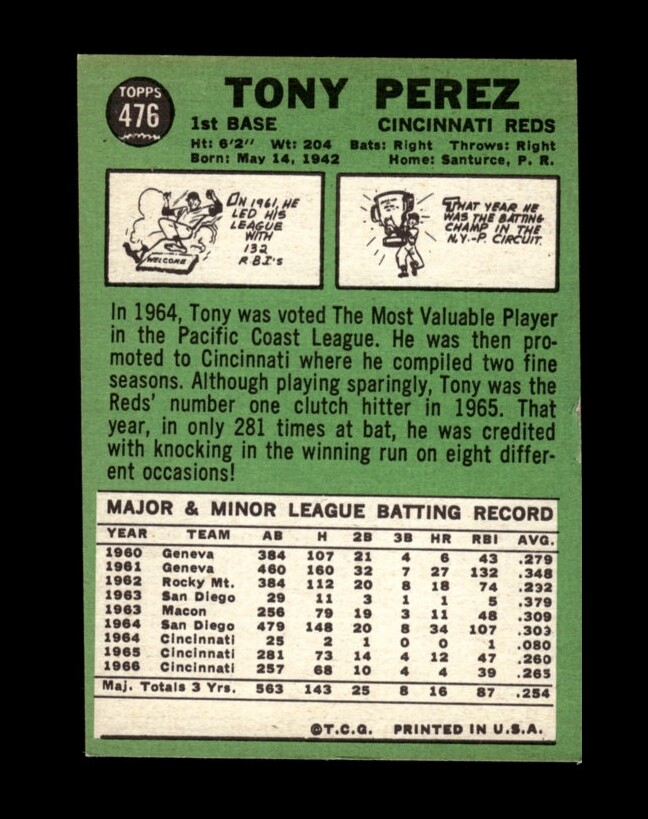 TOPPS
476
TONY PEREZ
1st BASE CINCINNATI REDS
Ht: 6'2" Wt: 204 Bats: Right Throws: Right
Born: May 14, 1942 Home: Santurce, P. R.
ON 1961, HE
LED HIS
LEAGUE
WITH
132
RBI'S
WELCOME
THAT YEAR HE
WAS THE BATTING
CHAMP IN THE
N.Y.-P. CIRCUIT.
In 1964, Tony was voted The Most Valuable Player
in the Pacific Coast League. He was then pro-
moted to Cincinnati where he compiled two fine
seasons. Although playing sparingly, Tony was the
Reds' number one clutch hitter in 1965. That
year, in only 281 times at bat, he was credited
with knocking in the winning run on eight differ-
ent occasions!
MAJOR & MINOR LEAGUE BATTING RECORD
YEAR TEAM AB H 2B 3B HR RBI AVG.
1960 Geneva 384 107 21 4 6 43 .279
1961 Geneva 460 160 32 7 27 132 .348
1962 Rocky Mt. 384 112 20 8 18 74 .292
1963 San Diego 29 11 3 1 1 5 .379
1963 Macon 256 79 19 3 11 48 .309
1964 San Diego 479 148 20 8 34 107 .309
1964 Cincinnati 25 2 1 0 0 1 .080
1965 Cincinnati 281 73 14 4 12 47 .260
1966 Cincinnati 257 68 10 4 4 39 .265
Maj. Totals 3 Yrs. 563 143 25 8 16 87 .254
©T.C.G. PRINTED IN U.S.A.